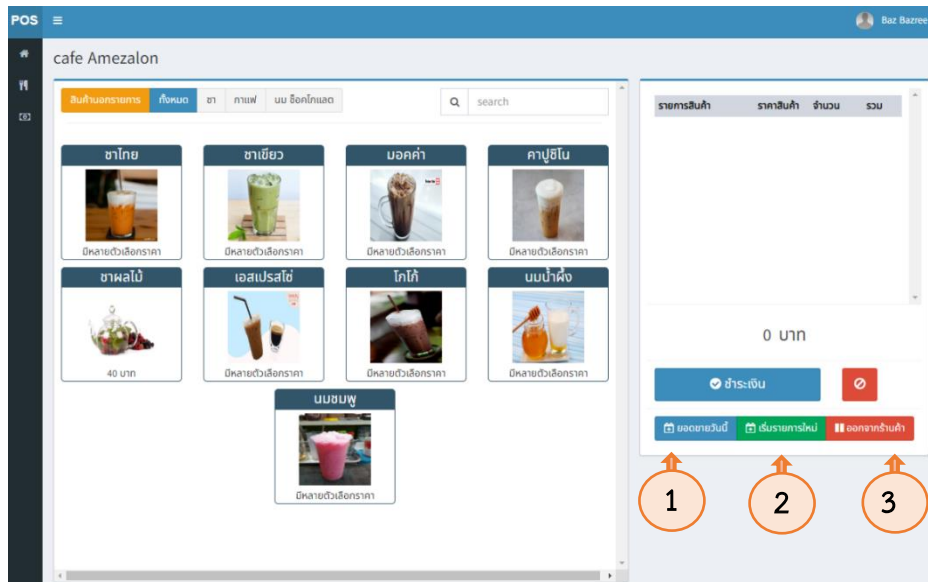 POS
Baz Bazree
cafe Amezalon
สินค้านอกรายการ ทั้งหมด ชา กาแฟ นม ช็อคโกแลต
search
ชาไทย ชาเขียว มอคค่า คาปูชิโน
มีหลายตัวเลือกราคา มีหลายตัวเลือกราคา มีหลายตัวเลือกราคา มีหลายตัวเลือกราคา
ชาผลไม้ เอสเปรสโซ่ โกโก้ นมน้ำผึ้ง
40 บาท มีหลายตัวเลือกราคา มีหลายตัวเลือกราคา มีหลายตัวเลือกราคา
นมชมพู
มีหลายตัวเลือกราคา
รายการสินค้า ราคาสินค้า จำนวน รวม
0 บาท
ชำระเงิน
ยอดขายวันนี้ เริ่มรายการใหม่ ออกจากร้านค้า
1 2 3